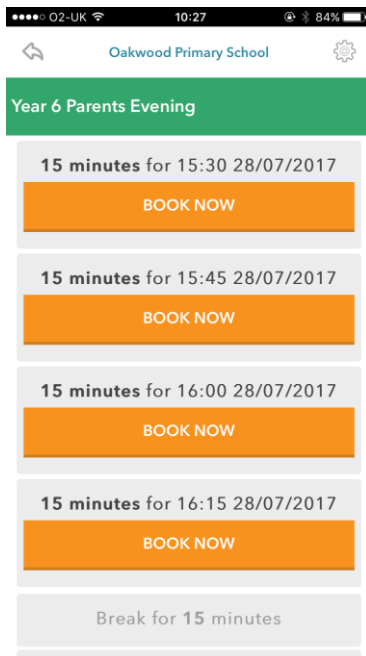 O2-UK 10:27 84%
Oakwood Primary School
Year 6 Parents Evening
15 minutes for 15:30 28/07/2017
BOOK NOW
15 minutes for 15:45 28/07/2017
BOOK NOW
15 minutes for 16:00 28/07/2017
BOOK NOW
15 minutes for 16:15 28/07/2017
BOOK NOW
Break for 15 minutes